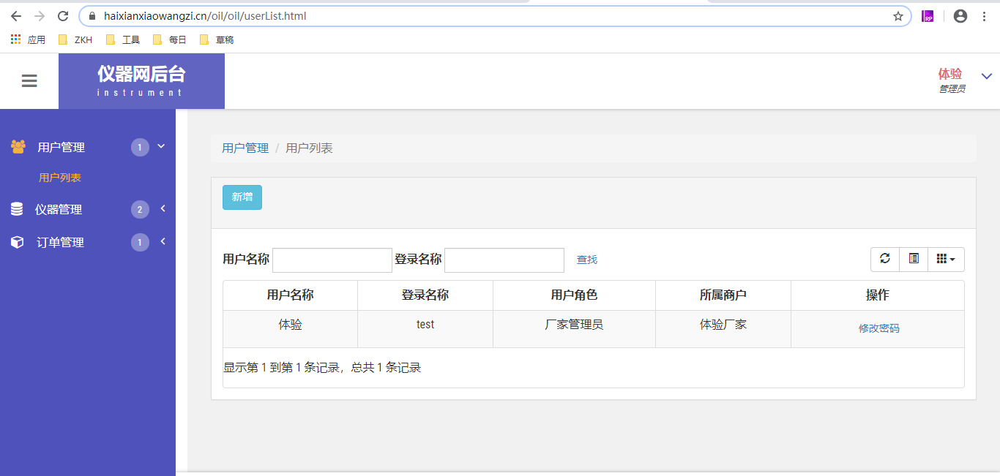 haixianxiaowangzi.cn/oil/oil/userList.html
应用 ZKH 工具 每日 草稿
仪器网后台
instrument
体验
管理员
用户管理 1
用户列表
仪器管理 2
订单管理 1
用户管理 / 用户列表
新增
用户名称 登录名称 查找
用户名称 登录名称 用户角色 所属商户 操作
体验 test 厂家管理员 体验厂家 修改密码
显示第 1 到第 1 条记录，总共 1 条记录